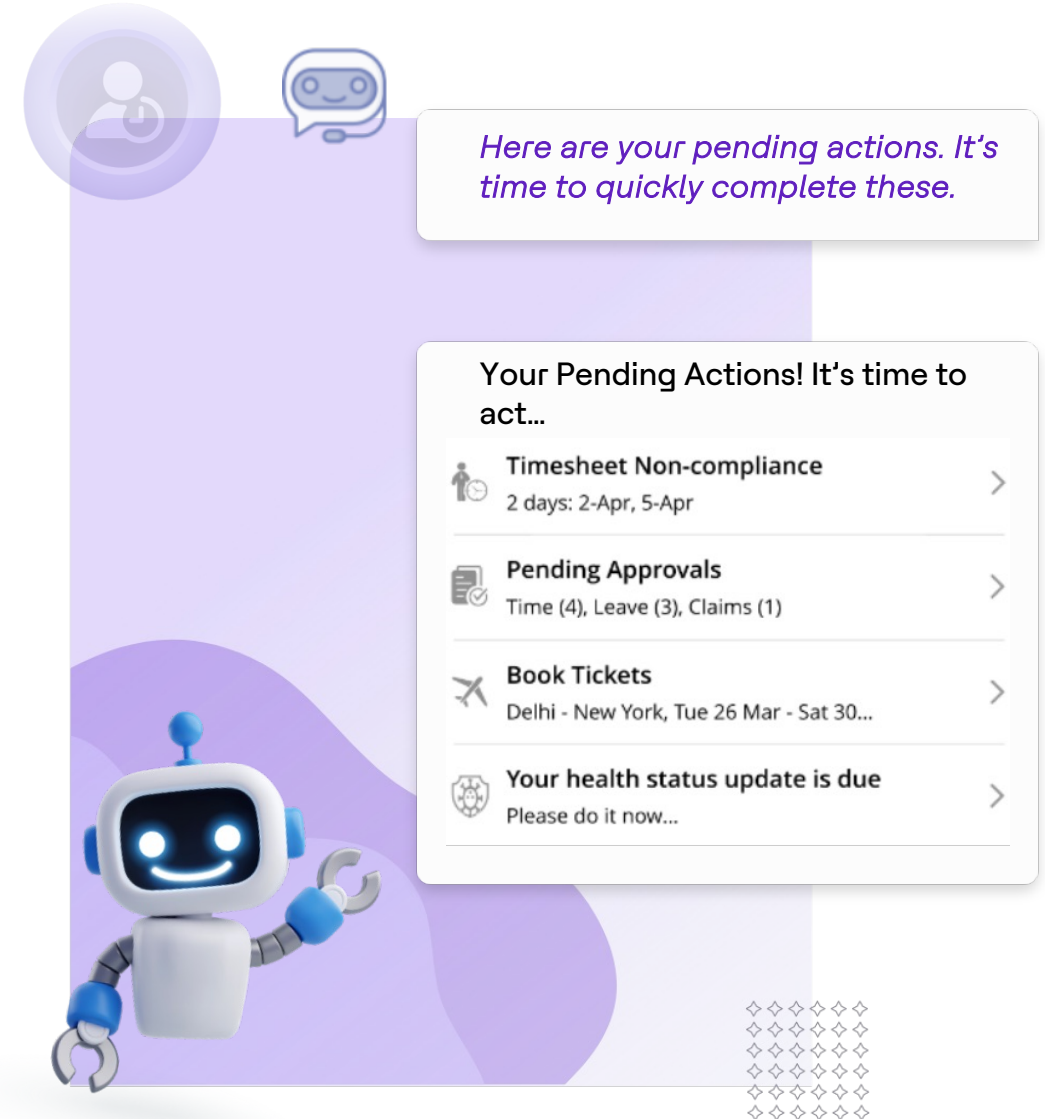 Here are your pending actions. It's
time to quickly complete these.
Your Pending Actions! It's time to
act...
Timesheet Non-compliance
2 days: 2-Apr, 5-Apr
Pending Approvals
Time (4), Leave (3), Claims (1)
Book Tickets
Delhi - New York, Tue 26 Mar - Sat 30...
Your health status update is due
Please do it now...